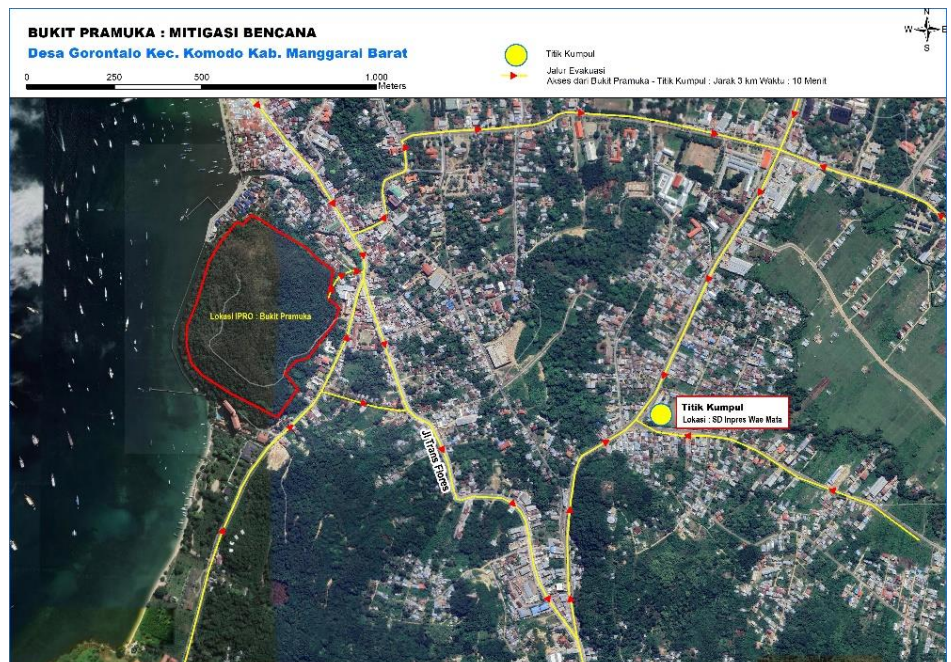 BUKIT PRAMUKA : MITIGASI BENCANA
Desa Gorontalo Kec. Komodo Kab. Manggarai Barat
0 250 500 1.000
Meters
Titik Kumpul
Jalur Evakuasi
Akses dari Bukit Pramuka - Titik Kumpul : Jarak 3 km Waktu : 10 Menit
N
W E
S
Lokasi IPRO : Bukit Pramuka
Titik Kumpul
Lokasi : SD Inpres Wae Mata
Jl Trans Flores